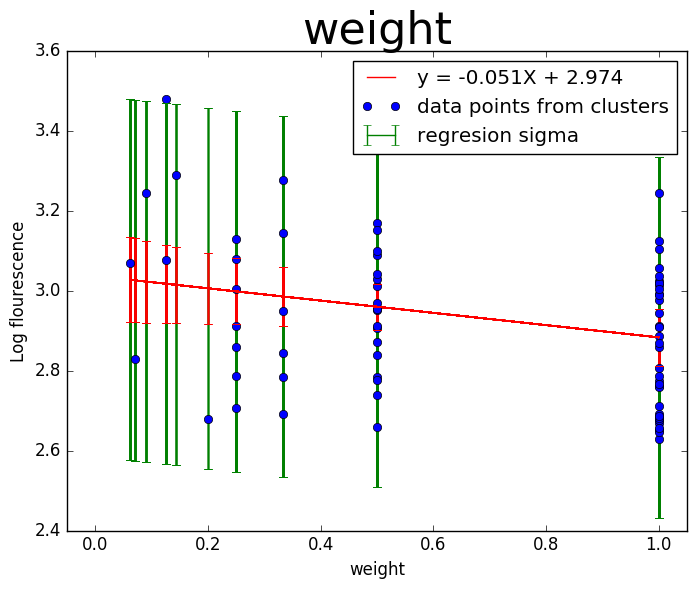 weight
3.6
3.4
3.2
3.0
2.8
2.6
2.4
Log flourescence
y = -0.051X + 2.974
data points from clusters
regresion sigma
0.0 0.2 0.4 0.6 0.8 1.0
weight